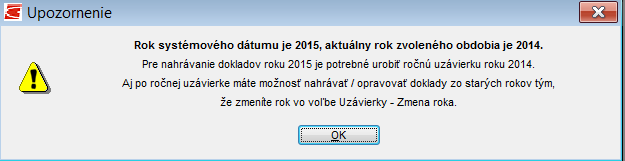 Upozornenie
Rok systémového dátumu je 2015, aktuálny rok zvoleného obdobia je 2014.
Pre nahrávanie dokladov roku 2015 je potrebné urobiť ročnú uzávierku roku 2014.
Aj po ročnej uzávierke máte možnosť nahrávať / opravovať doklady zo starých rokov tým,
že zmeníte rok vo voľbe Uzávierky - Zmena roka.
OK